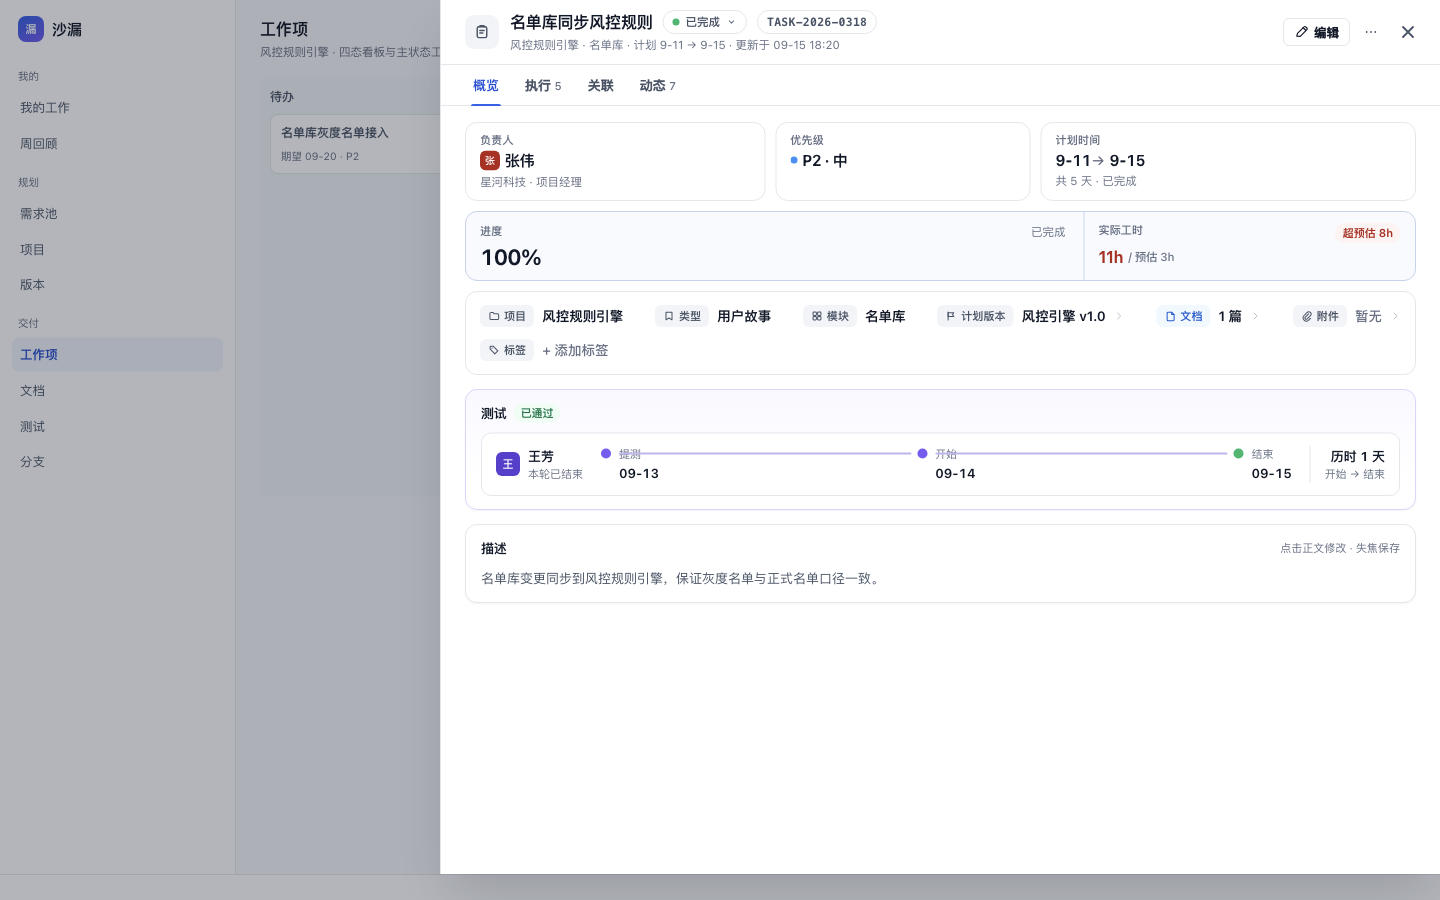 漏 沙漏
我的
我的工作
周回顾
规划
需求池
项目
版本
交付
工作项
文档
测试
分支
工作项
风控规则引擎 · 四态看板与主状态工
待办
名单库灰度名单接入
期望 09-20 · P2
名单库同步风控规则 已完成 TASK-2026-0318
风控规则引擎 · 名单库 · 计划 9-11 → 9-15 · 更新于 09-15 18:20
编辑 ···
概览 执行 5 关联 动态 7
负责人
张 张伟
星河科技 · 项目经理
优先级
P2 · 中
计划时间
9-11→ 9-15
共 5 天 · 已完成
进度 已完成
100%
实际工时 超预估 8h
11h / 预估 3h
项目 风控规则引擎 类型 用户故事 模块 名单库 计划版本 风控引擎 v1.0 文档 1 篇 附件 暂无
标签 + 添加标签
测试 已通过
王 王芳
本轮已结束
提测
09-13
开始
09-14
结束
09-15
历时 1 天
开始 → 结束
描述 点击正文修改 · 失焦保存
名单库变更同步到风控规则引擎，保证灰度名单与正式名单口径一致。